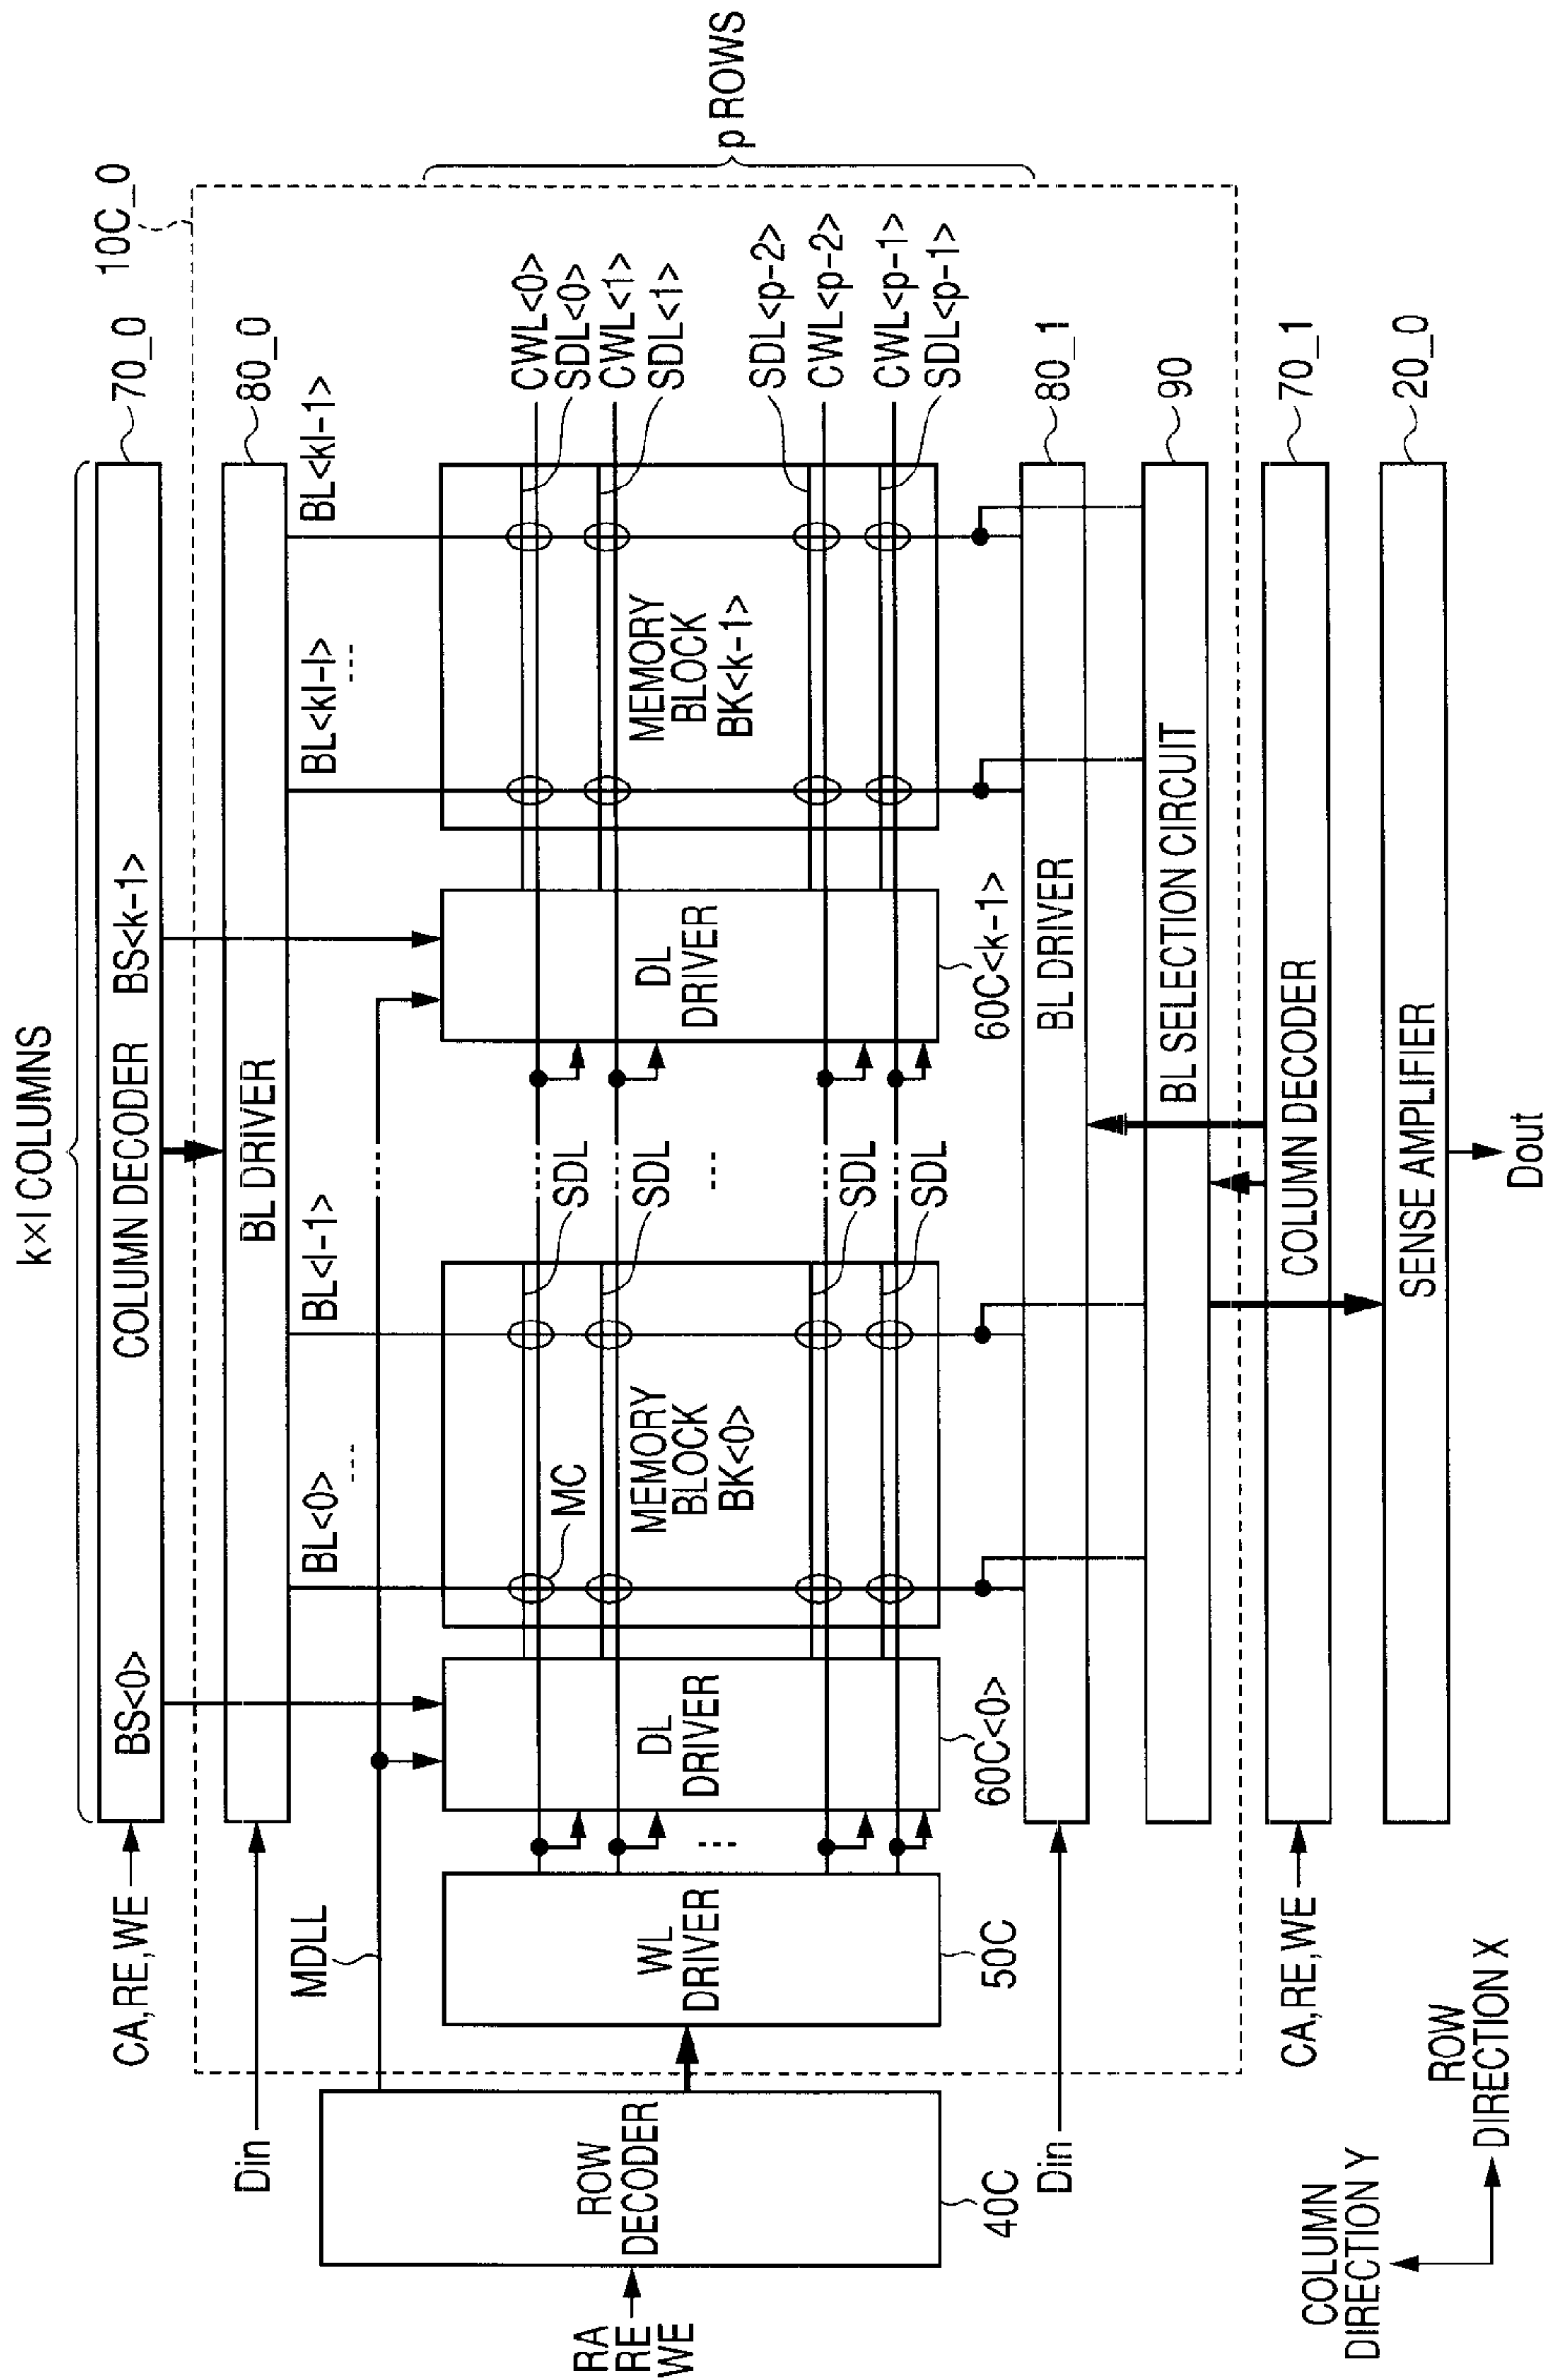 k×l COLUMNS
10C_0
COLUMN DECODER
BS<0>
BS<k-1>
70_0
CA,RE,WE
BL DRIVER
80_0
Din
BL<0>
BL<l-1>
BL<kl-l>
BL<kl-1>
p ROWS
MDLL
CWL<0>
SDL<0>
CWL<1>
SDL<1>
SDL<p-2>
CWL<p-2>
CWL<p-1>
SDL<p-1>
RA
RE
WE
ROW
DECODER
40C
WL
DRIVER
50C
DL
DRIVER
60C<0>
MC
MEMORY
BLOCK
BK<0>
SDL
SDL
SDL
SDL
DL
DRIVER
60C<k-1>
MEMORY
BLOCK
BK<k-1>
Din
BL DRIVER
80_1
BL SELECTION CIRCUIT
90
CA,RE,WE
COLUMN DECODER
70_1
SENSE AMPLIFIER
20_0
Dout
COLUMN
DIRECTION Y
ROW
DIRECTION X